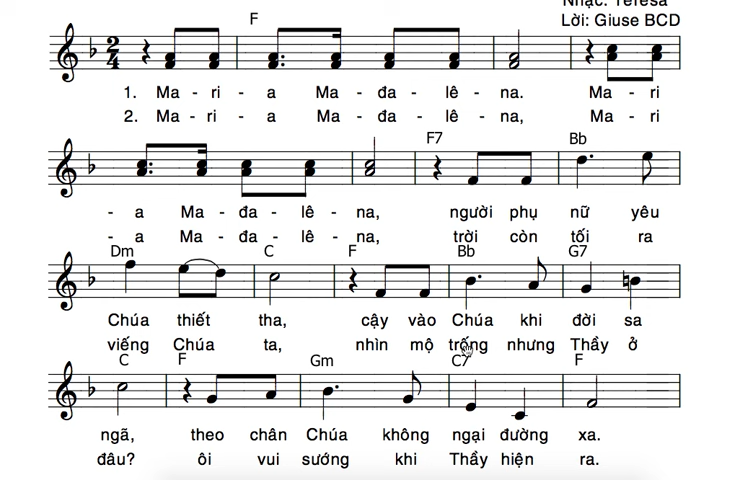 Nhạc: Teresa
Lời: Giuse BCD
F
2
4
1. Ma - ri - a Ma - đa - lê - na. Ma - ri
2. Ma - ri - a Ma - đa - lê - na, Ma - ri
F7 Bb
- a Ma - đa - lê - na, người phụ nữ yêu
- a Ma - đa - lê - na, trời còn tối ra
Dm C F Bb G7
Chúa thiết tha, cậy vào Chúa khi đời sa
viếng Chúa ta, nhìn mộ trống nhưng Thầy ở
C F Gm C7 F
ngã, theo chân Chúa không ngại đường xa.
đâu? ôi vui sướng khi Thầy hiện ra.